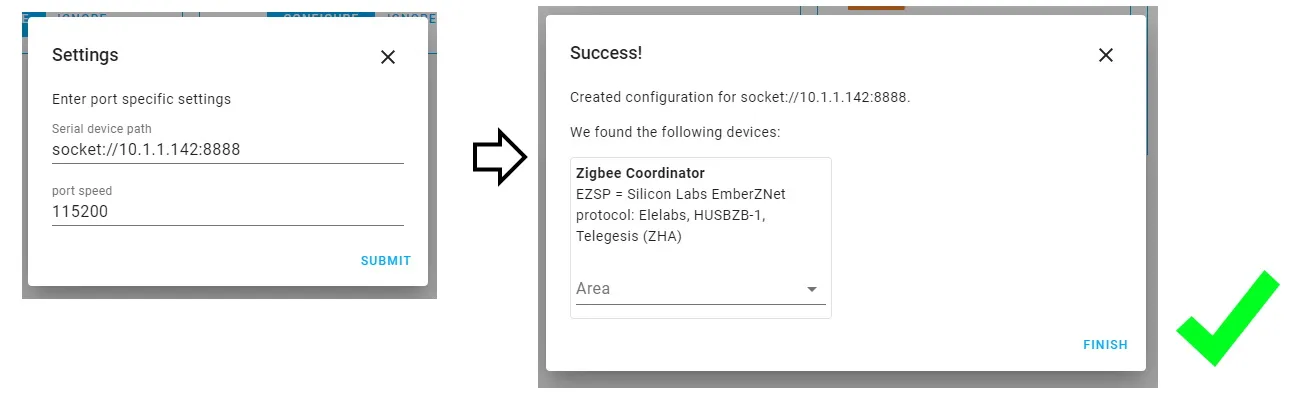 CONFIGURE
Settings
Enter port specific settings
Serial device path
socket://10.1.1.142:8888
port speed
115200
SUBMIT
Success!
Created configuration for socket://10.1.1.142:8888.
We found the following devices:
Zigbee Coordinator
EZSP = Silicon Labs EmberZNet
protocol: Elelabs, HUSBZB-1,
Telegesis (ZHA)
Area
FINISH